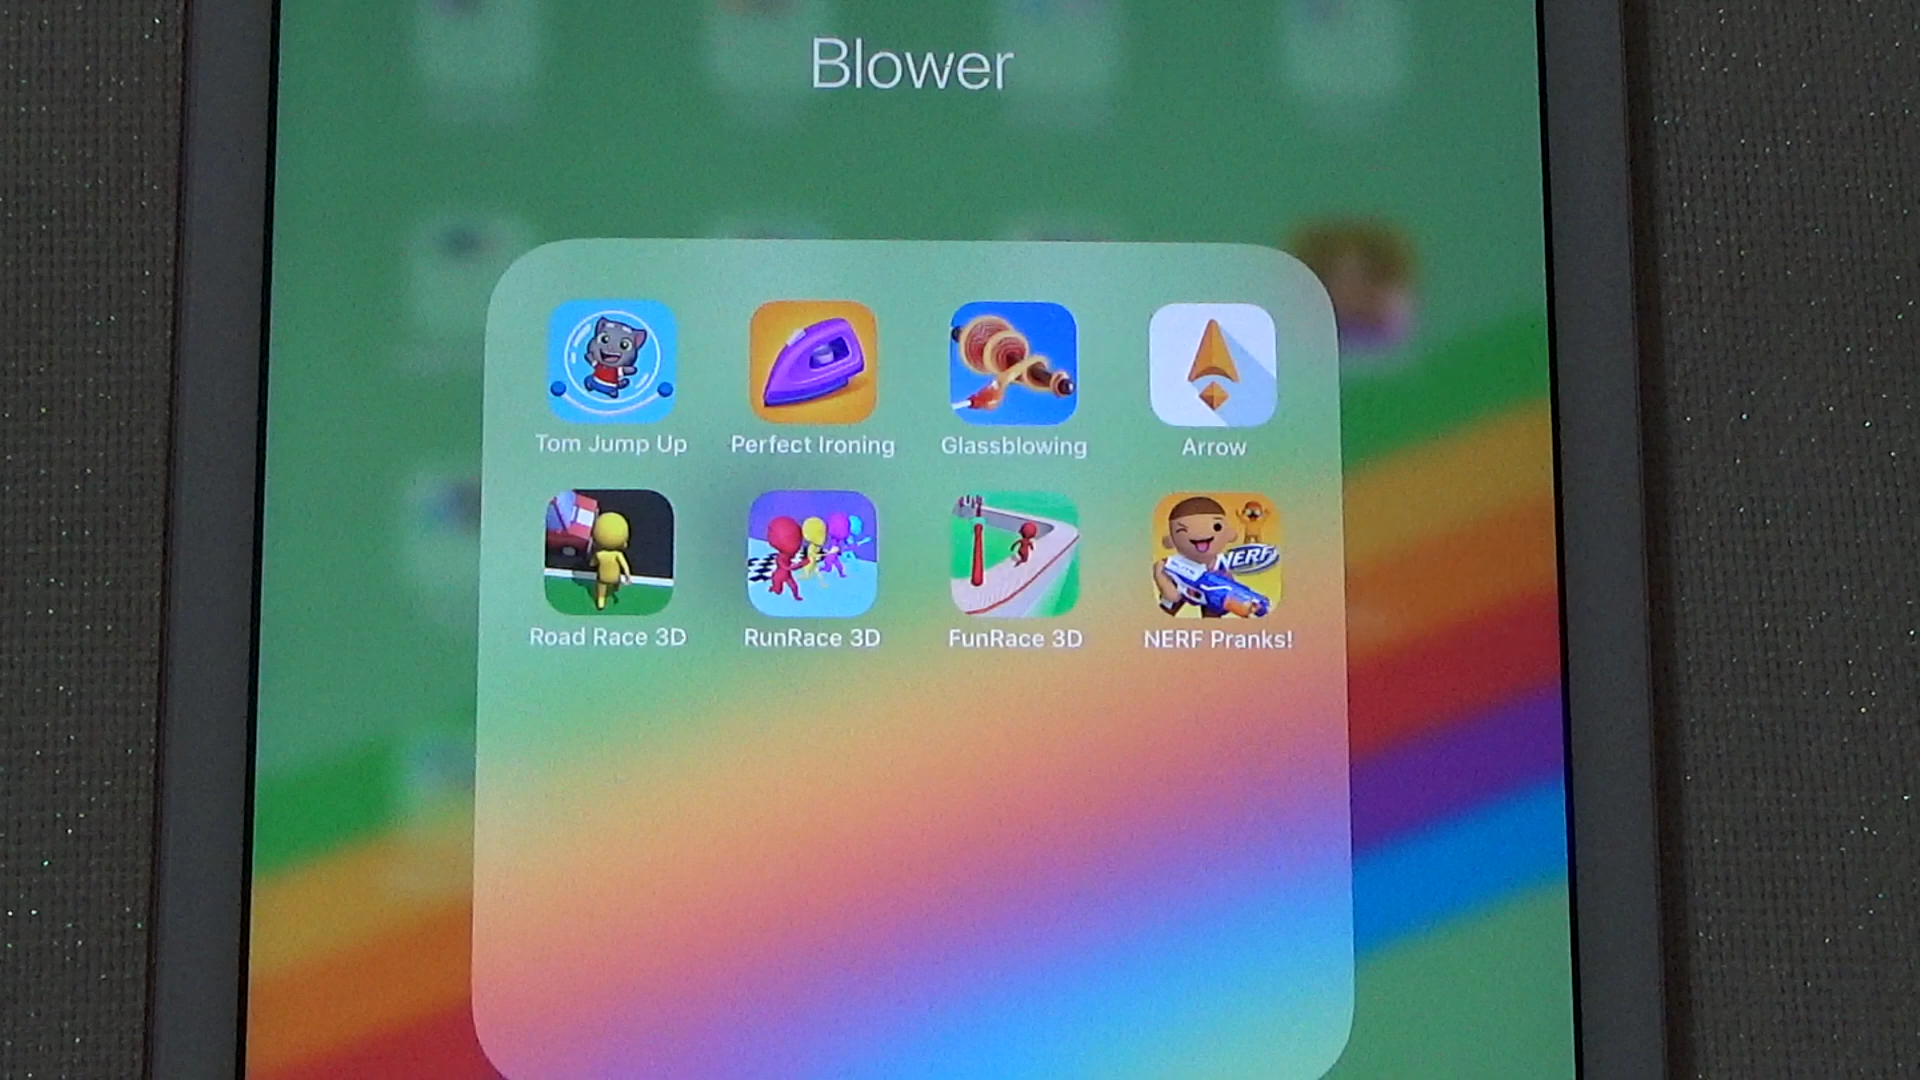 Blower
Tom Jump Up
Perfect Ironing
Glassblowing
Arrow
NERF
Road Race 3D
RunRace 3D
FunRace 3D
NERF Pranks!